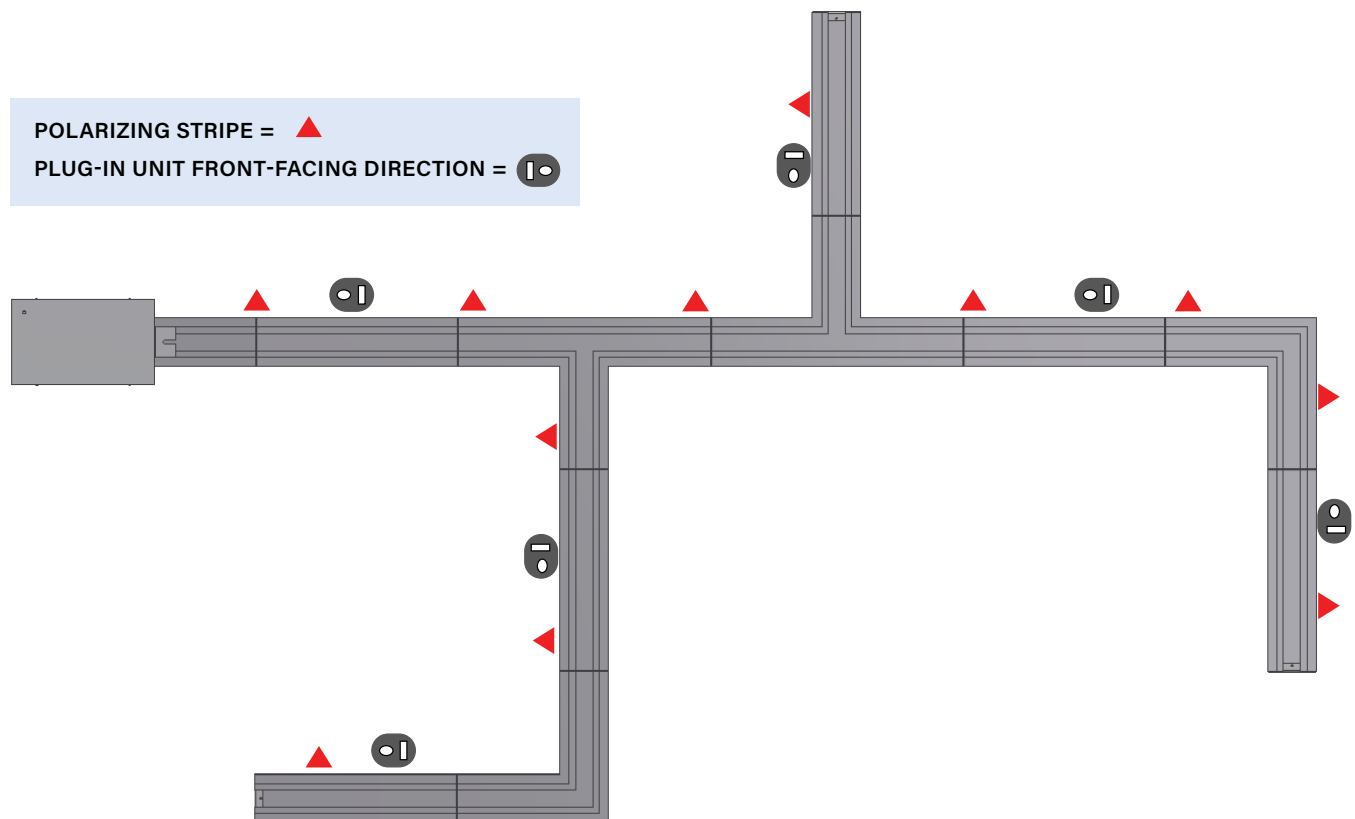 POLARIZING STRIPE =
PLUG-IN UNIT FRONT-FACING DIRECTION =